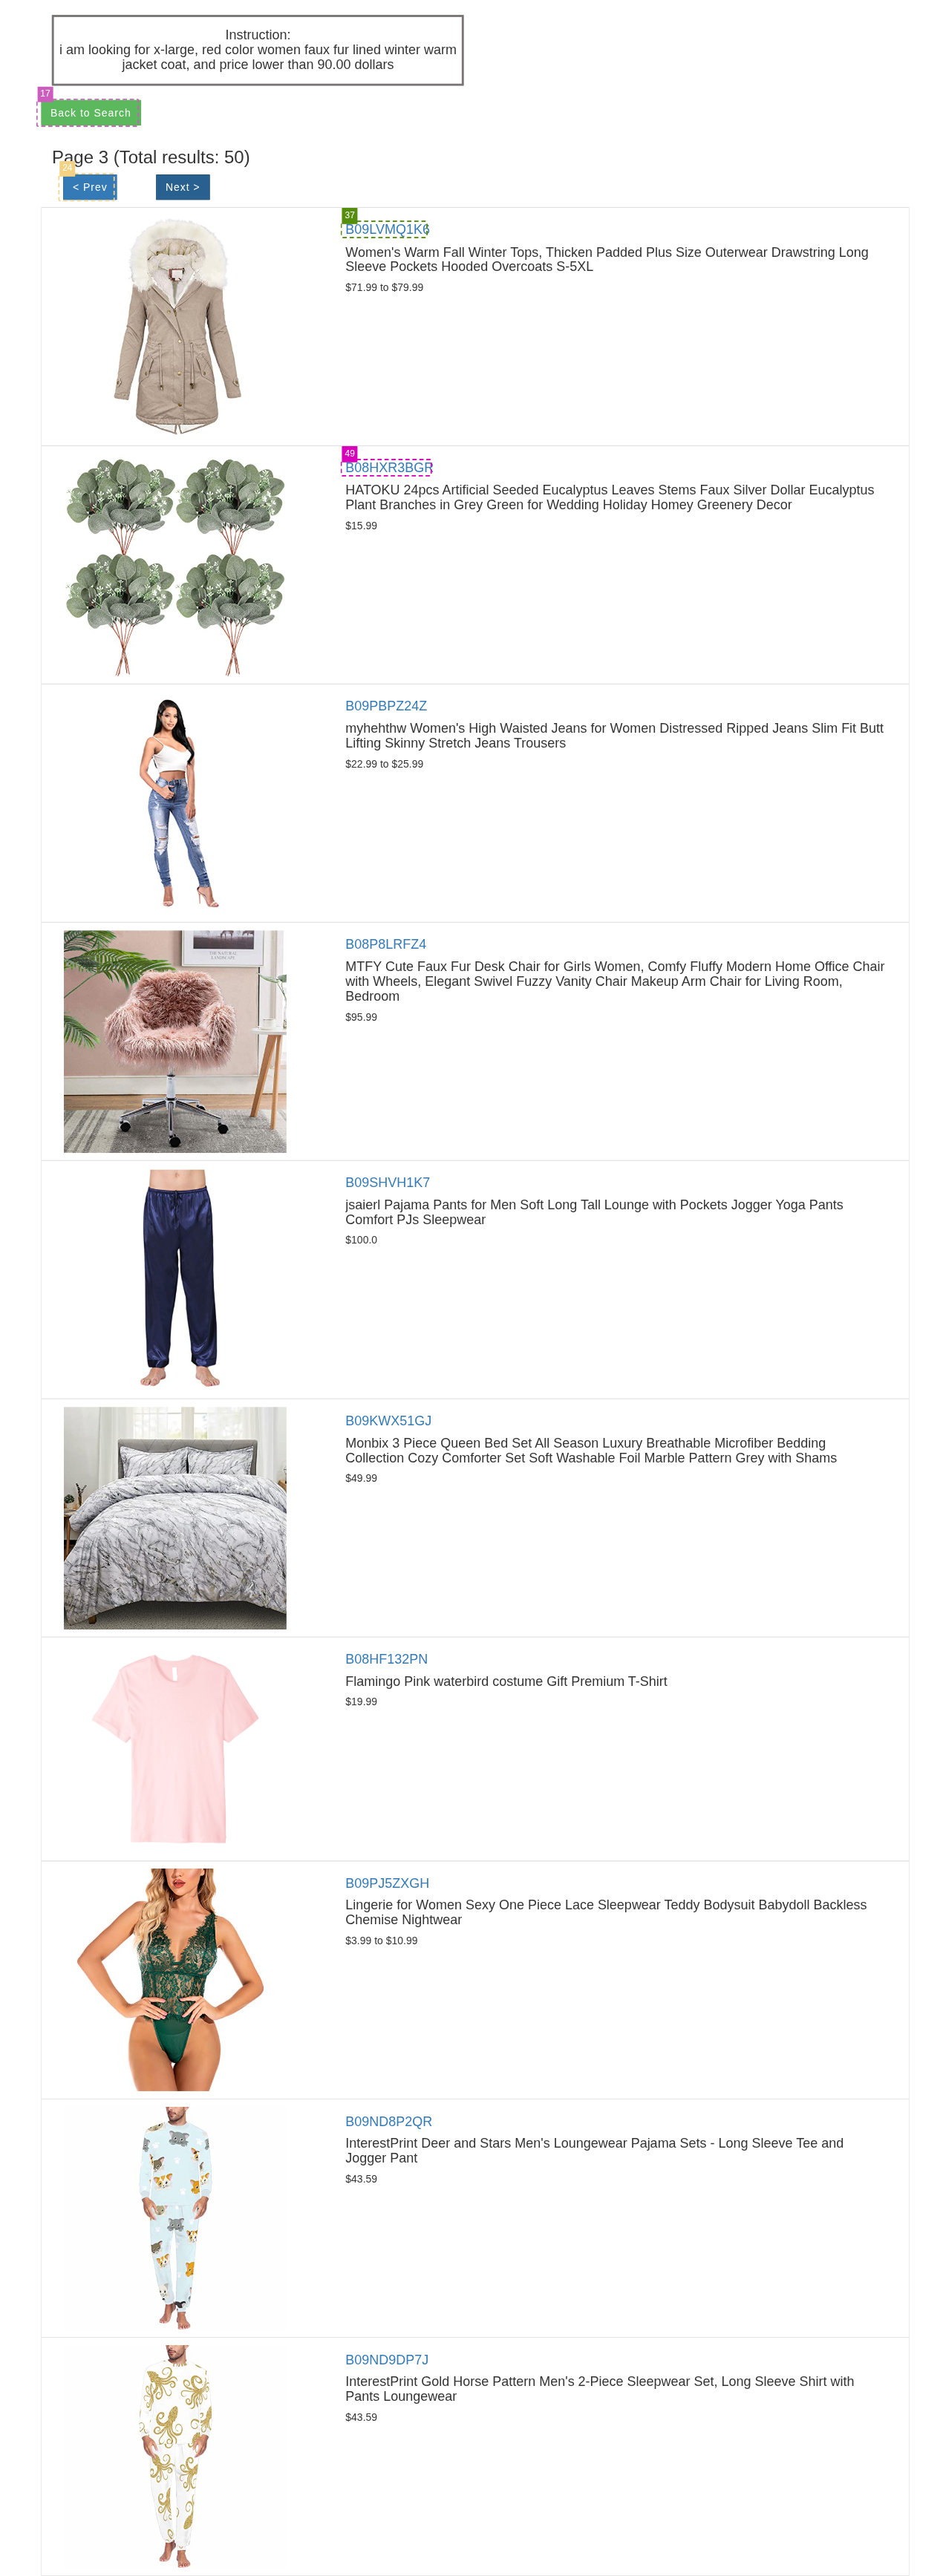 Instruction:
i am looking for x-large, red color women faux fur lined winter warm
jacket coat, and price lower than 90.00 dollars
17
Back to Search
Page 3 (Total results: 50)
24
< Prev
Next >
37
B09LVMQ1K6
Women's Warm Fall Winter Tops, Thicken Padded Plus Size Outerwear Drawstring Long
Sleeve Pockets Hooded Overcoats S-5XL
$71.99 to $79.99
49
B08HXR3BGR
HATOKU 24pcs Artificial Seeded Eucalyptus Leaves Stems Faux Silver Dollar Eucalyptus
Plant Branches in Grey Green for Wedding Holiday Homey Greenery Decor
$15.99
B09PBPZ24Z
myhehthw Women's High Waisted Jeans for Women Distressed Ripped Jeans Slim Fit Butt
Lifting Skinny Stretch Jeans Trousers
$22.99 to $25.99
B08P8LRFZ4
MTFY Cute Faux Fur Desk Chair for Girls Women, Comfy Fluffy Modern Home Office Chair
with Wheels, Elegant Swivel Fuzzy Vanity Chair Makeup Arm Chair for Living Room,
Bedroom
$95.99
B09SHVH1K7
jsaierl Pajama Pants for Men Soft Long Tall Lounge with Pockets Jogger Yoga Pants
Comfort PJs Sleepwear
$100.0
B09KWX51GJ
Monbix 3 Piece Queen Bed Set All Season Luxury Breathable Microfiber Bedding
Collection Cozy Comforter Set Soft Washable Foil Marble Pattern Grey with Shams
$49.99
B08HF132PN
Flamingo Pink waterbird costume Gift Premium T-Shirt
$19.99
B09PJ5ZXGH
Lingerie for Women Sexy One Piece Lace Sleepwear Teddy Bodysuit Babydoll Backless
Chemise Nightwear
$3.99 to $10.99
B09ND8P2QR
InterestPrint Deer and Stars Men's Loungewear Pajama Sets - Long Sleeve Tee and
Jogger Pant
$43.59
B09ND9DP7J
InterestPrint Gold Horse Pattern Men's 2-Piece Sleepwear Set, Long Sleeve Shirt with
Pants Loungewear
$43.59